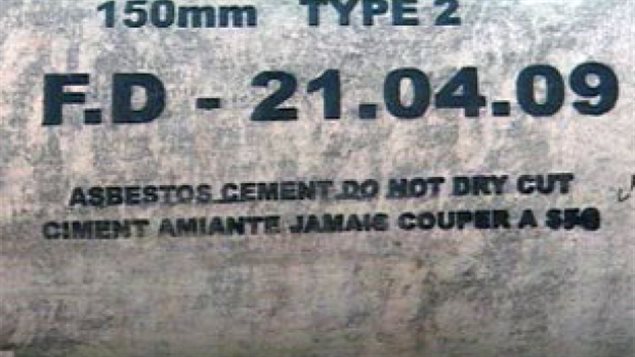 150mm TYPE 2
F.D - 21.04.09
ASBESTOS CEMENT DO NOT DRY CUT
CIMENT AMIANTE JAMAIS COUPER A